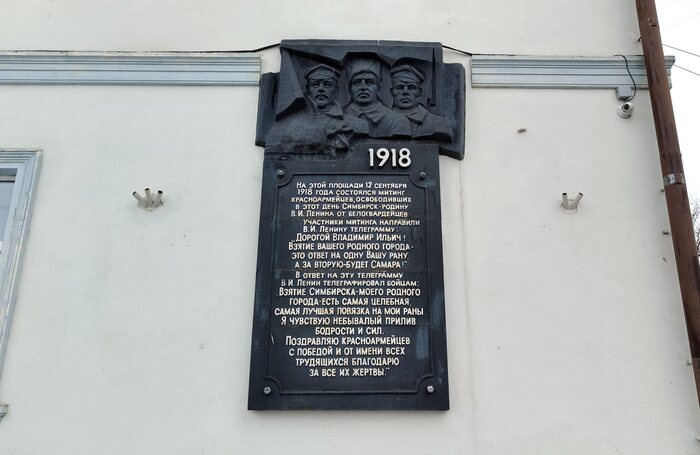 1918
На этой площади 12 сентября
1918 года состоялся митинг
красноармейцев, освободивших
в этот день Симбирск-родину
В.И. Ленина от белогвардейцев
Участники митинга направили
В.И. Ленину телеграмму:
"Дорогой Владимир Ильич!
Взятие Вашего родного города-
это ответ на одну Вашу рану,
а за вторую-будет Самара!"
В ответ на эту телеграмму
В.И Ленин телеграфировал бойцам:
"Взятие Симбирска-моего родного
города-есть самая целебная,
самая лучшая повязка на мои раны
Я чувствую небывалый прилив
бодрости и сил.
Поздравляю красноармейцев
с победой и от имени всех
трудящихся благодарю
за все их жертвы."